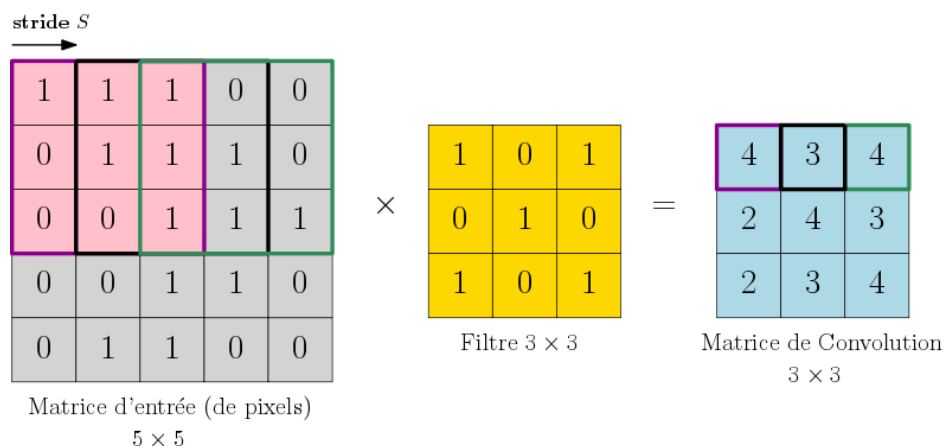 stride S
1 1 1 0 0
0 1 1 1 0
0 0 1 1 1
0 0 1 1 0
0 1 1 0 0
Matrice d'entrée (de pixels)
5 × 5
×
1 0 1
0 1 0
1 0 1
Filtre 3 × 3
=
4 3 4
2 4 3
2 3 4
Matrice de Convolution
3 × 3